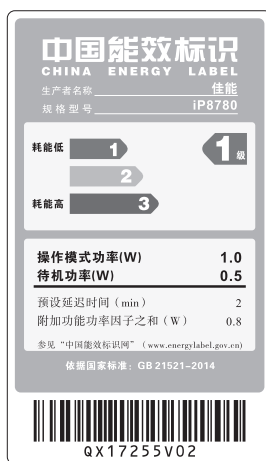 中国能效标识
CHINA ENERGY LABEL
生产者名称 佳能
规格型号 iP8780
耗能低 1 1级
2
耗能高 3
操作模式功率(W) 1.0
待机功率(W) 0.5
预设延迟时间（min） 2
附加功能功率因子之和（W） 0.8
参见“中国能效标识网”（www.energylabel.gov.cn）
依据国家标准：GB 21521-2014
QX17255V02